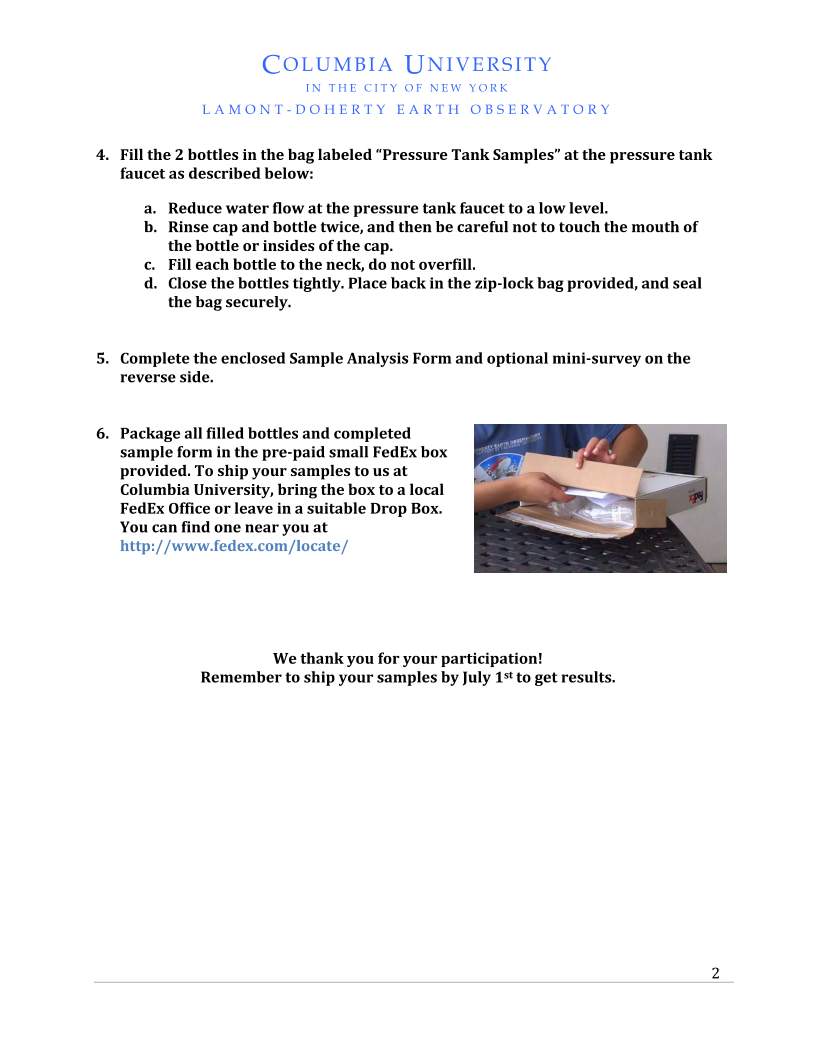 COLUMBIA UNIVERSITY
IN THE CITY OF NEW YORK
LAMONT-DOHERTY EARTH OBSERVATORY
4. Fill the 2 bottles in the bag labeled “Pressure Tank Samples” at the pressure tank
faucet as described below:
a. Reduce water flow at the pressure tank faucet to a low level.
b. Rinse cap and bottle twice, and then be careful not to touch the mouth of
the bottle or insides of the cap.
c. Fill each bottle to the neck, do not overfill.
d. Close the bottles tightly. Place back in the zip-lock bag provided, and seal
the bag securely.
5. Complete the enclosed Sample Analysis Form and optional mini-survey on the
reverse side.
6. Package all filled bottles and completed
sample form in the pre-paid small FedEx box
provided. To ship your samples to us at
Columbia University, bring the box to a local
FedEx Office or leave in a suitable Drop Box.
You can find one near you at
http://www.fedex.com/locate/
EARTH OBSERVATORY
FedEx
We thank you for your participation!
Remember to ship your samples by July 1st to get results.
2